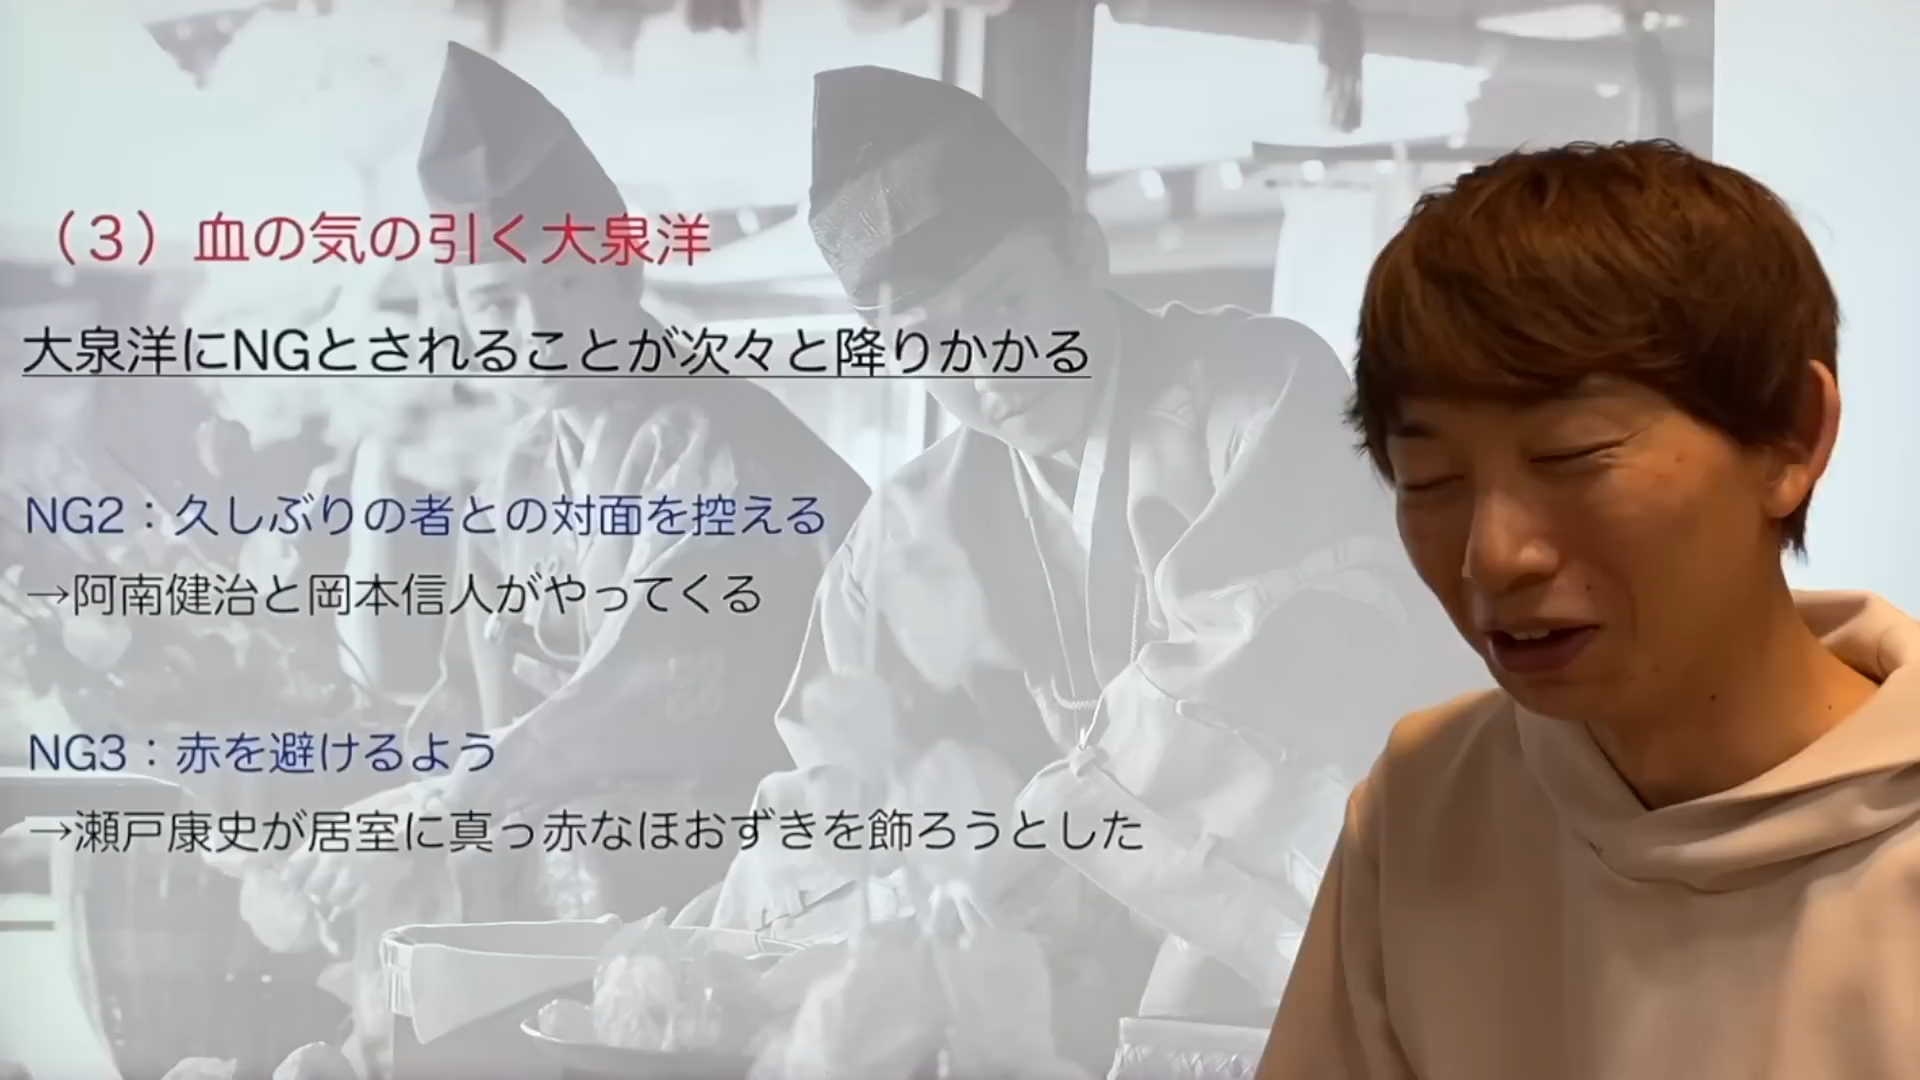 （3）血の気の引く大泉洋
大泉洋にNGとされることが次々と降りかかる
NG2：久しぶりの者との対面を控える
→阿南健治と岡本信人がやってくる
NG3：赤を避けるよう
→瀬戸康史が居室に真っ赤なほおずきを飾ろうとした